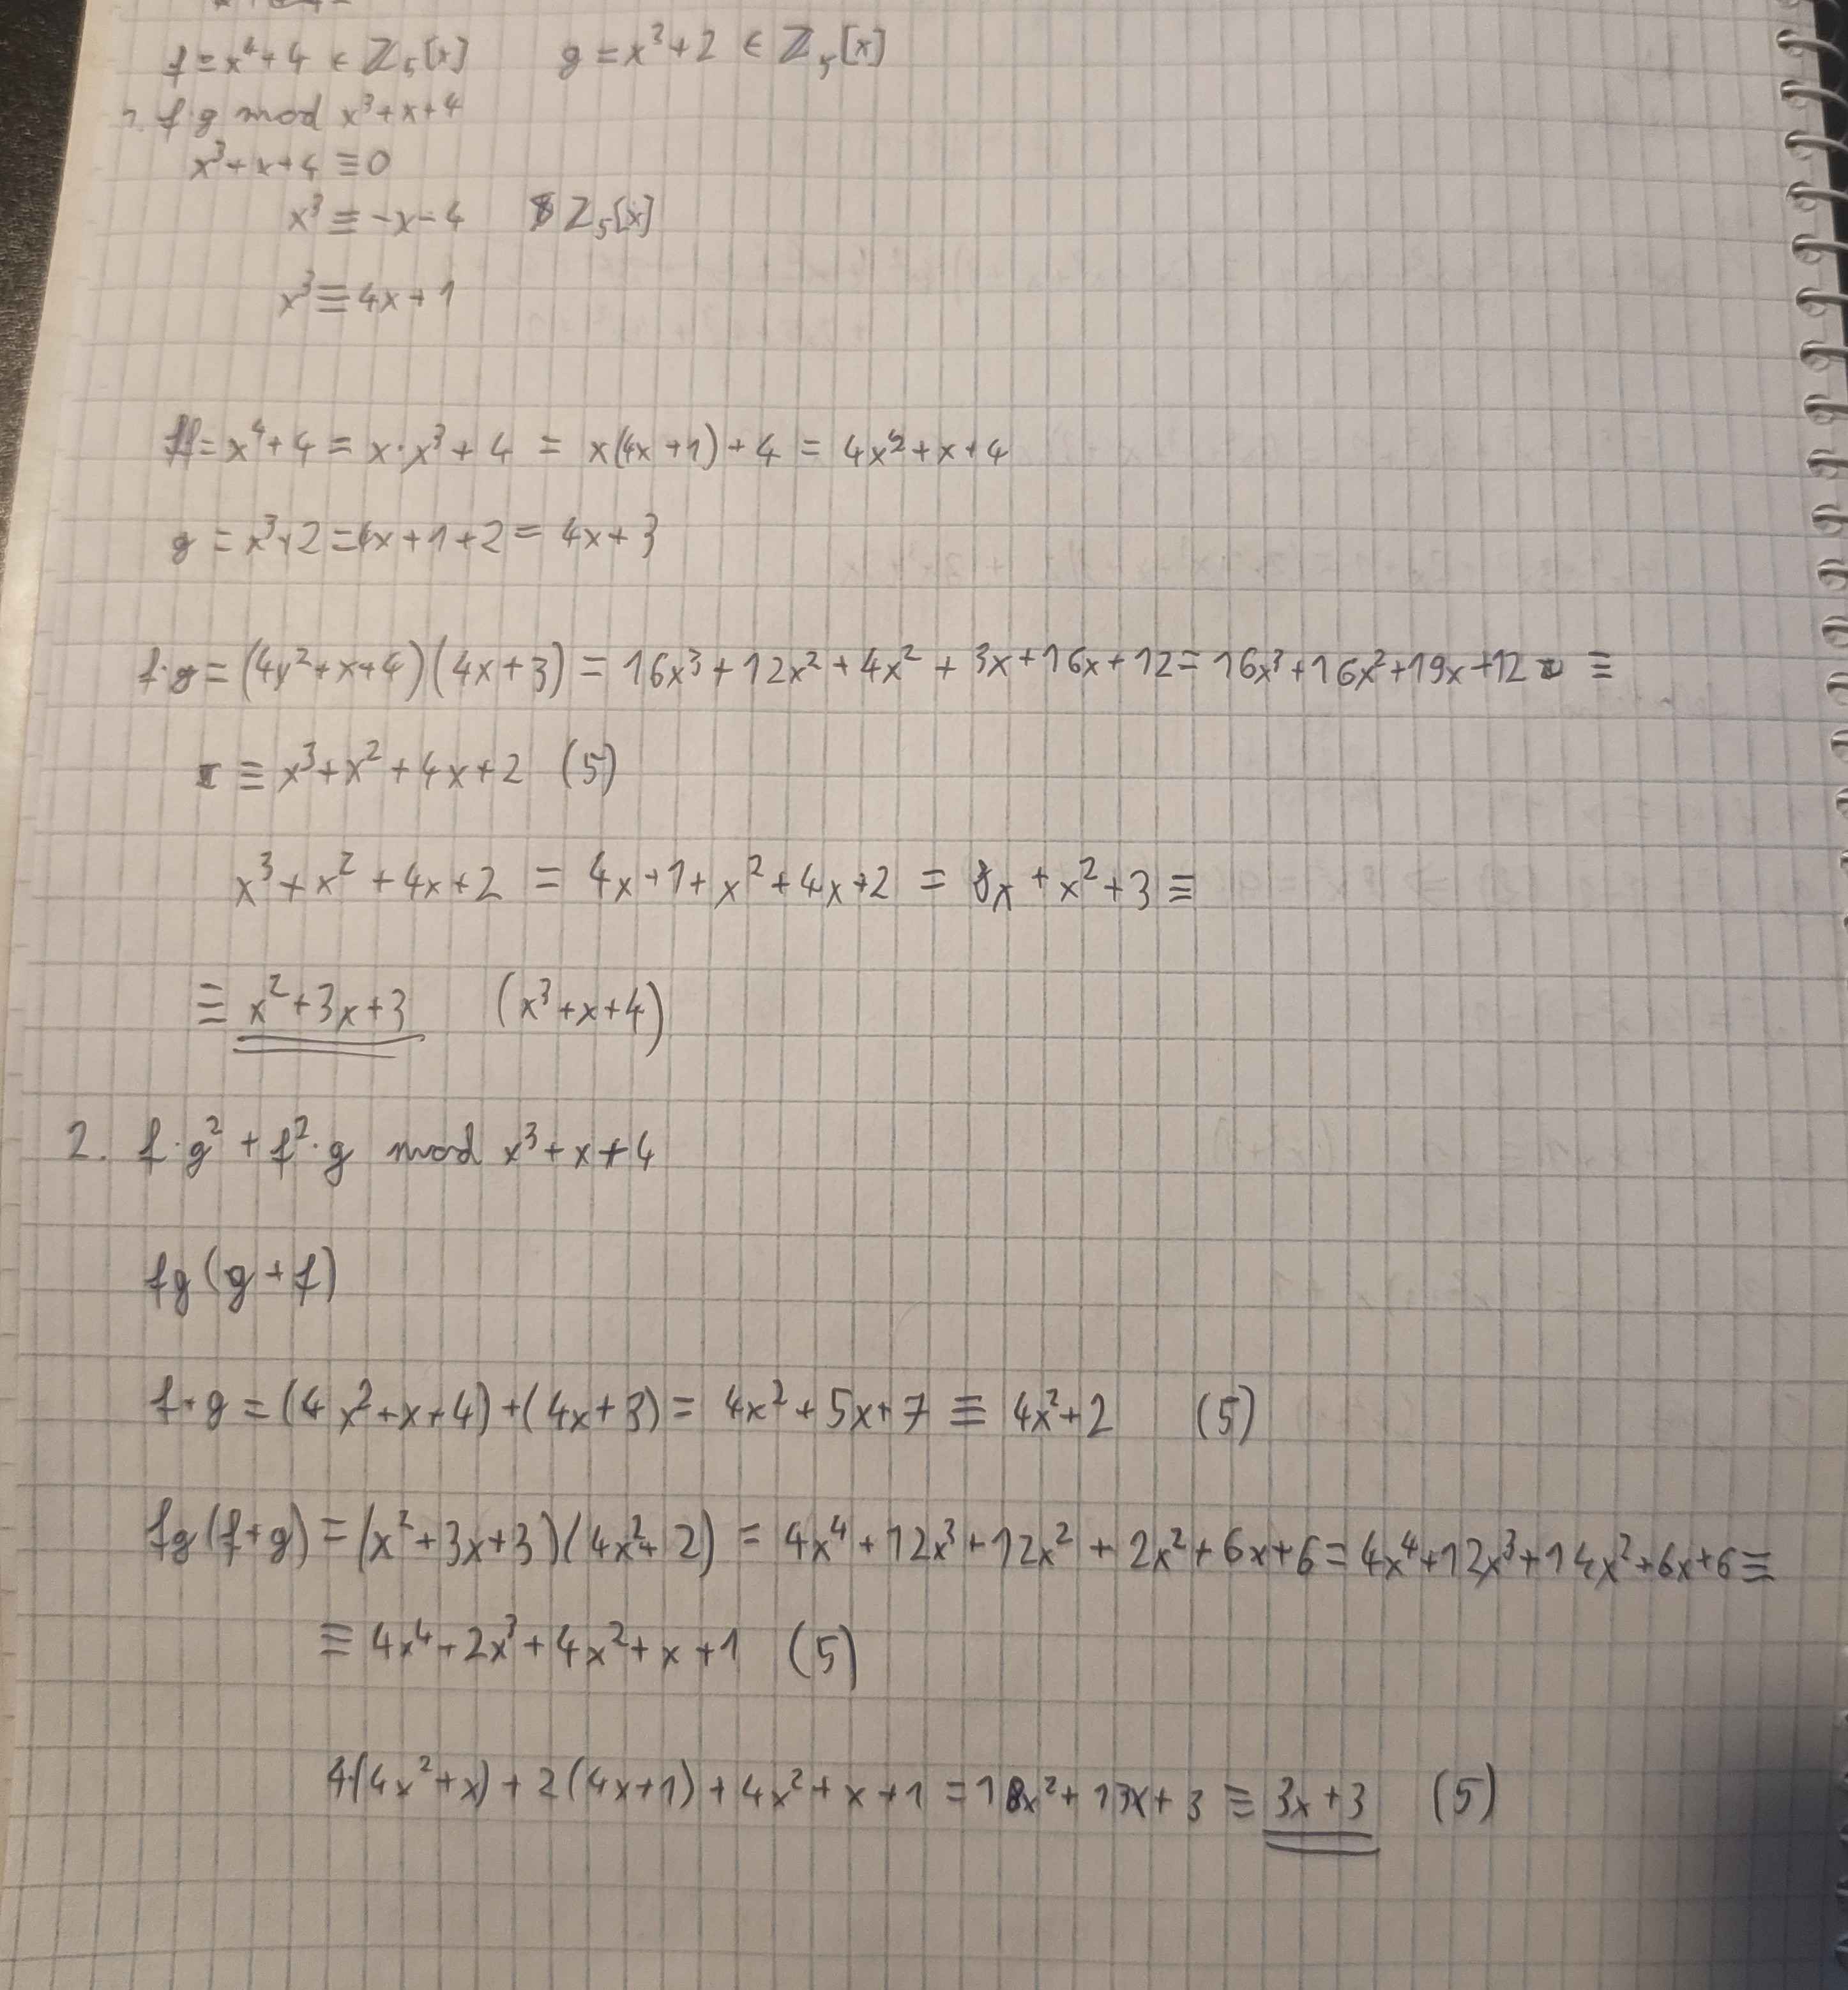 f = x⁴ + 4 ∈ ℤ₅[x]     g = x³ + 2 ∈ ℤ₅[x]
1. f·g mod x³ + x + 4
x³ + x + 4 ≡ 0
x³ ≡ -x - 4     ℤ₅[x]
x³ ≡ 4x + 1
f = x⁴ + 4 = x·x³ + 4 = x(4x + 1) + 4 = 4x² + x + 4
g = x³ + 2 = 4x + 1 + 2 = 4x + 3
f·g = (4x² + x + 4)(4x + 3) = 16x³ + 12x² + 4x² + 3x + 16x + 12 = 16x³ + 16x² + 19x + 12 ≡
≡ x³ + x² + 4x + 2 (5)
x³ + x² + 4x + 2 = 4x + 1 + x² + 4x + 2 = 8x + x² + 3 ≡
≡ x² + 3x + 3     (x³ + x + 4)
2. f·g² + f²·g mod x³ + x + 4
fg(g + f)
f + g = (4x² + x + 4) + (4x + 3) = 4x² + 5x + 7 ≡ 4x² + 2     (5)
fg(f + g) = (x² + 3x + 3)(4x² + 2) = 4x⁴ + 12x³ + 12x² + 2x² + 6x + 6 = 4x⁴ + 12x³ + 14x² + 6x + 6 ≡
≡ 4x⁴ + 2x³ + 4x² + x + 1 (5)
4·(4x² + x) + 2(4x + 1) + 4x² + x + 1 = 18x² + 13x + 3 ≡ 3x + 3     (5)